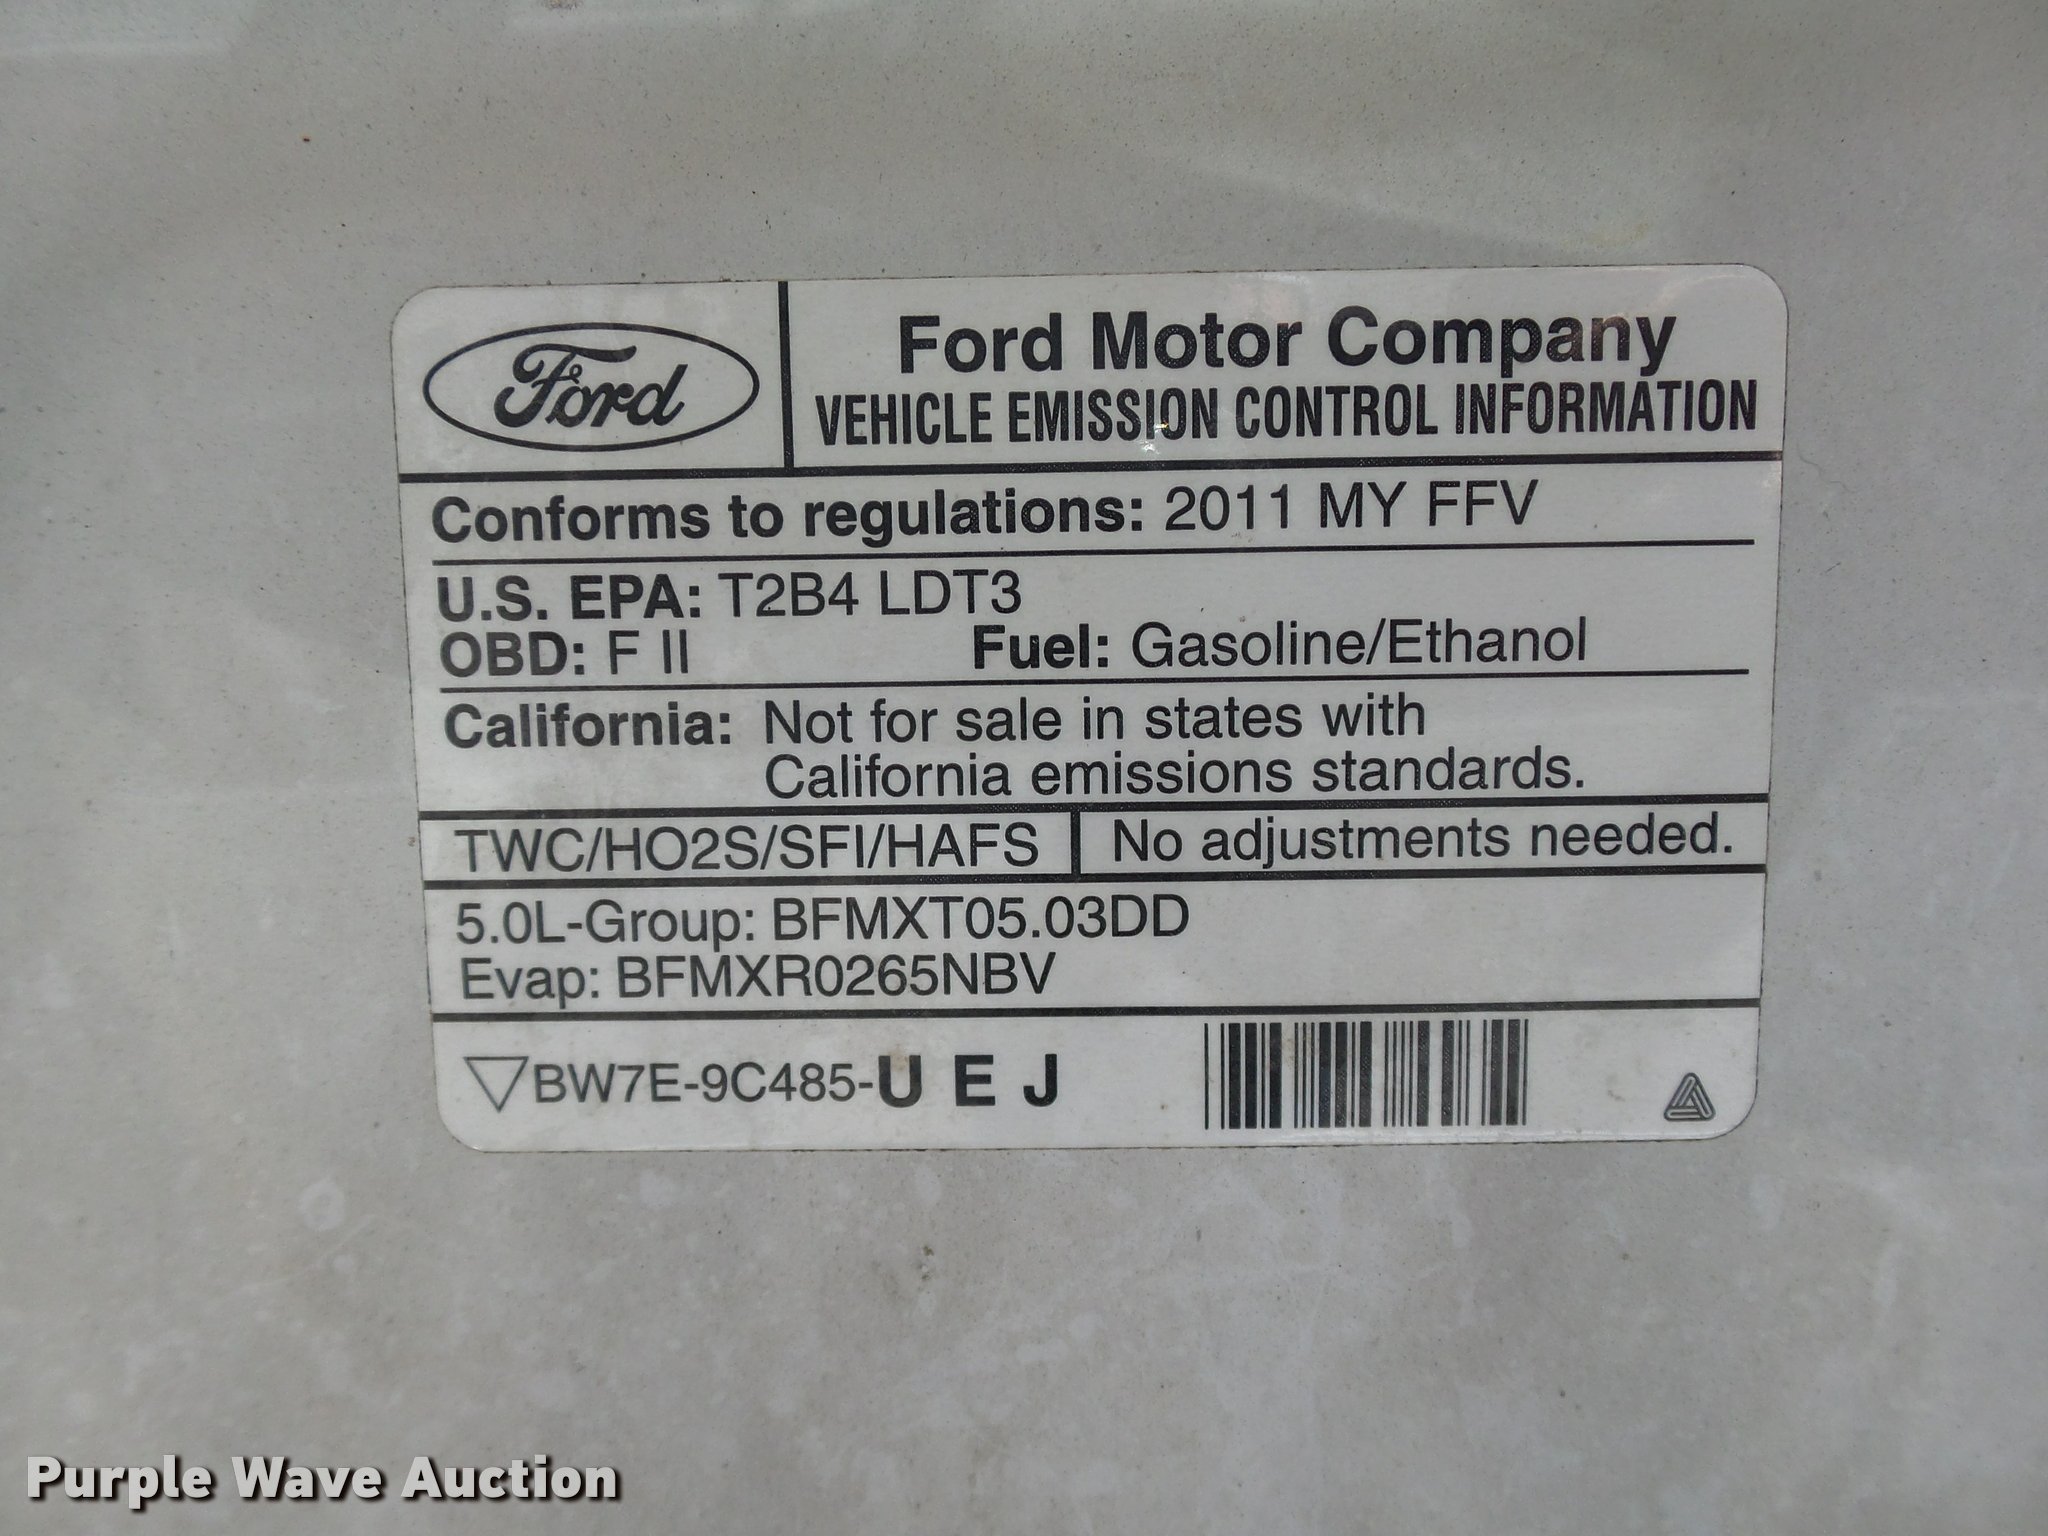 Ford
Ford Motor Company
VEHICLE EMISSION CONTROL INFORMATION
Conforms to regulations: 2011 MY FFV
U.S. EPA: T2B4 LDT3
OBD: F II Fuel: Gasoline/Ethanol
California: Not for sale in states with
California emissions standards.
TWC/HO2S/SFI/HAFS No adjustments needed.
5.0L-Group: BFMXT05.03DD
Evap: BFMXR0265NBV
BW7E-9C485-U E J
Purple Wave Auction